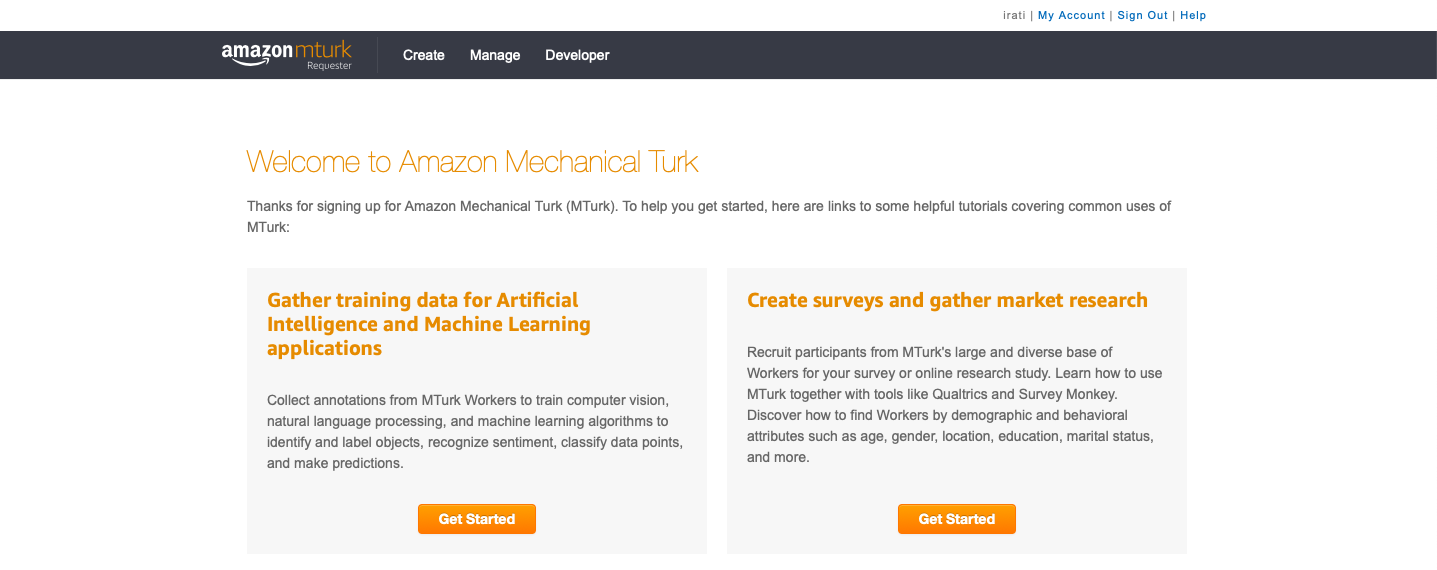 irati | My Account | Sign Out | Help
amazon mturk
Requester
Create Manage Developer
Welcome to Amazon Mechanical Turk
Thanks for signing up for Amazon Mechanical Turk (MTurk). To help you get started, here are links to some helpful tutorials covering common uses of
MTurk:
Gather training data for Artificial
Intelligence and Machine Learning
applications
Collect annotations from MTurk Workers to train computer vision,
natural language processing, and machine learning algorithms to
identify and label objects, recognize sentiment, classify data points,
and make predictions.
Get Started
Create surveys and gather market research
Recruit participants from MTurk's large and diverse base of
Workers for your survey or online research study. Learn how to use
MTurk together with tools like Qualtrics and Survey Monkey.
Discover how to find Workers by demographic and behavioral
attributes such as age, gender, location, education, marital status,
and more.
Get Started